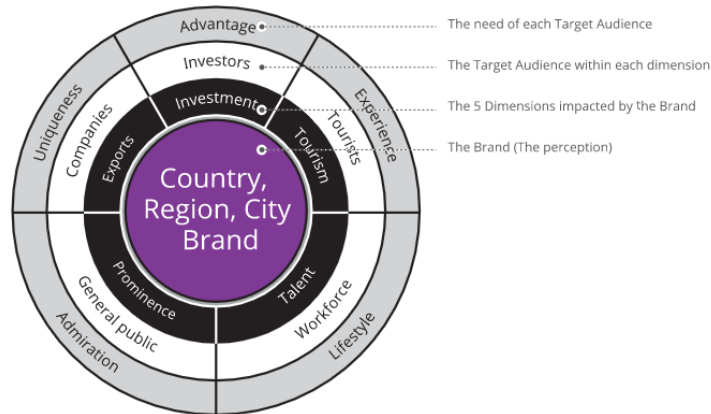 Advantage
Investors
Investment
Uniqueness
Companies
Exports
Experience
Tourists
Tourism
Country,
Region, City
Brand
Prominence
General public
Admiration
Talent
Workforce
Lifestyle
The need of each Target Audience
The Target Audience within each dimension
The 5 Dimensions impacted by the Brand
The Brand (The perception)